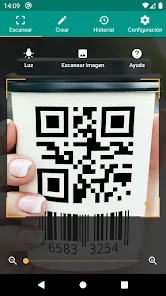 14:09
Escanear Crear Historial Configuración
Luz Escanear imagen Ayuda
6583 3254